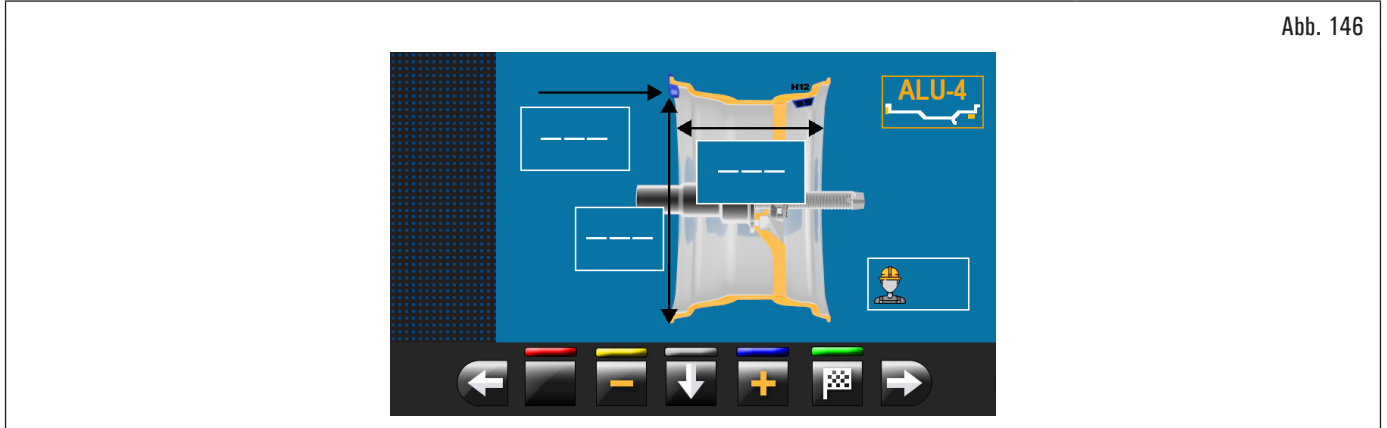 Abb. 146
H12
ALU-4
— — —
— — —
— — —